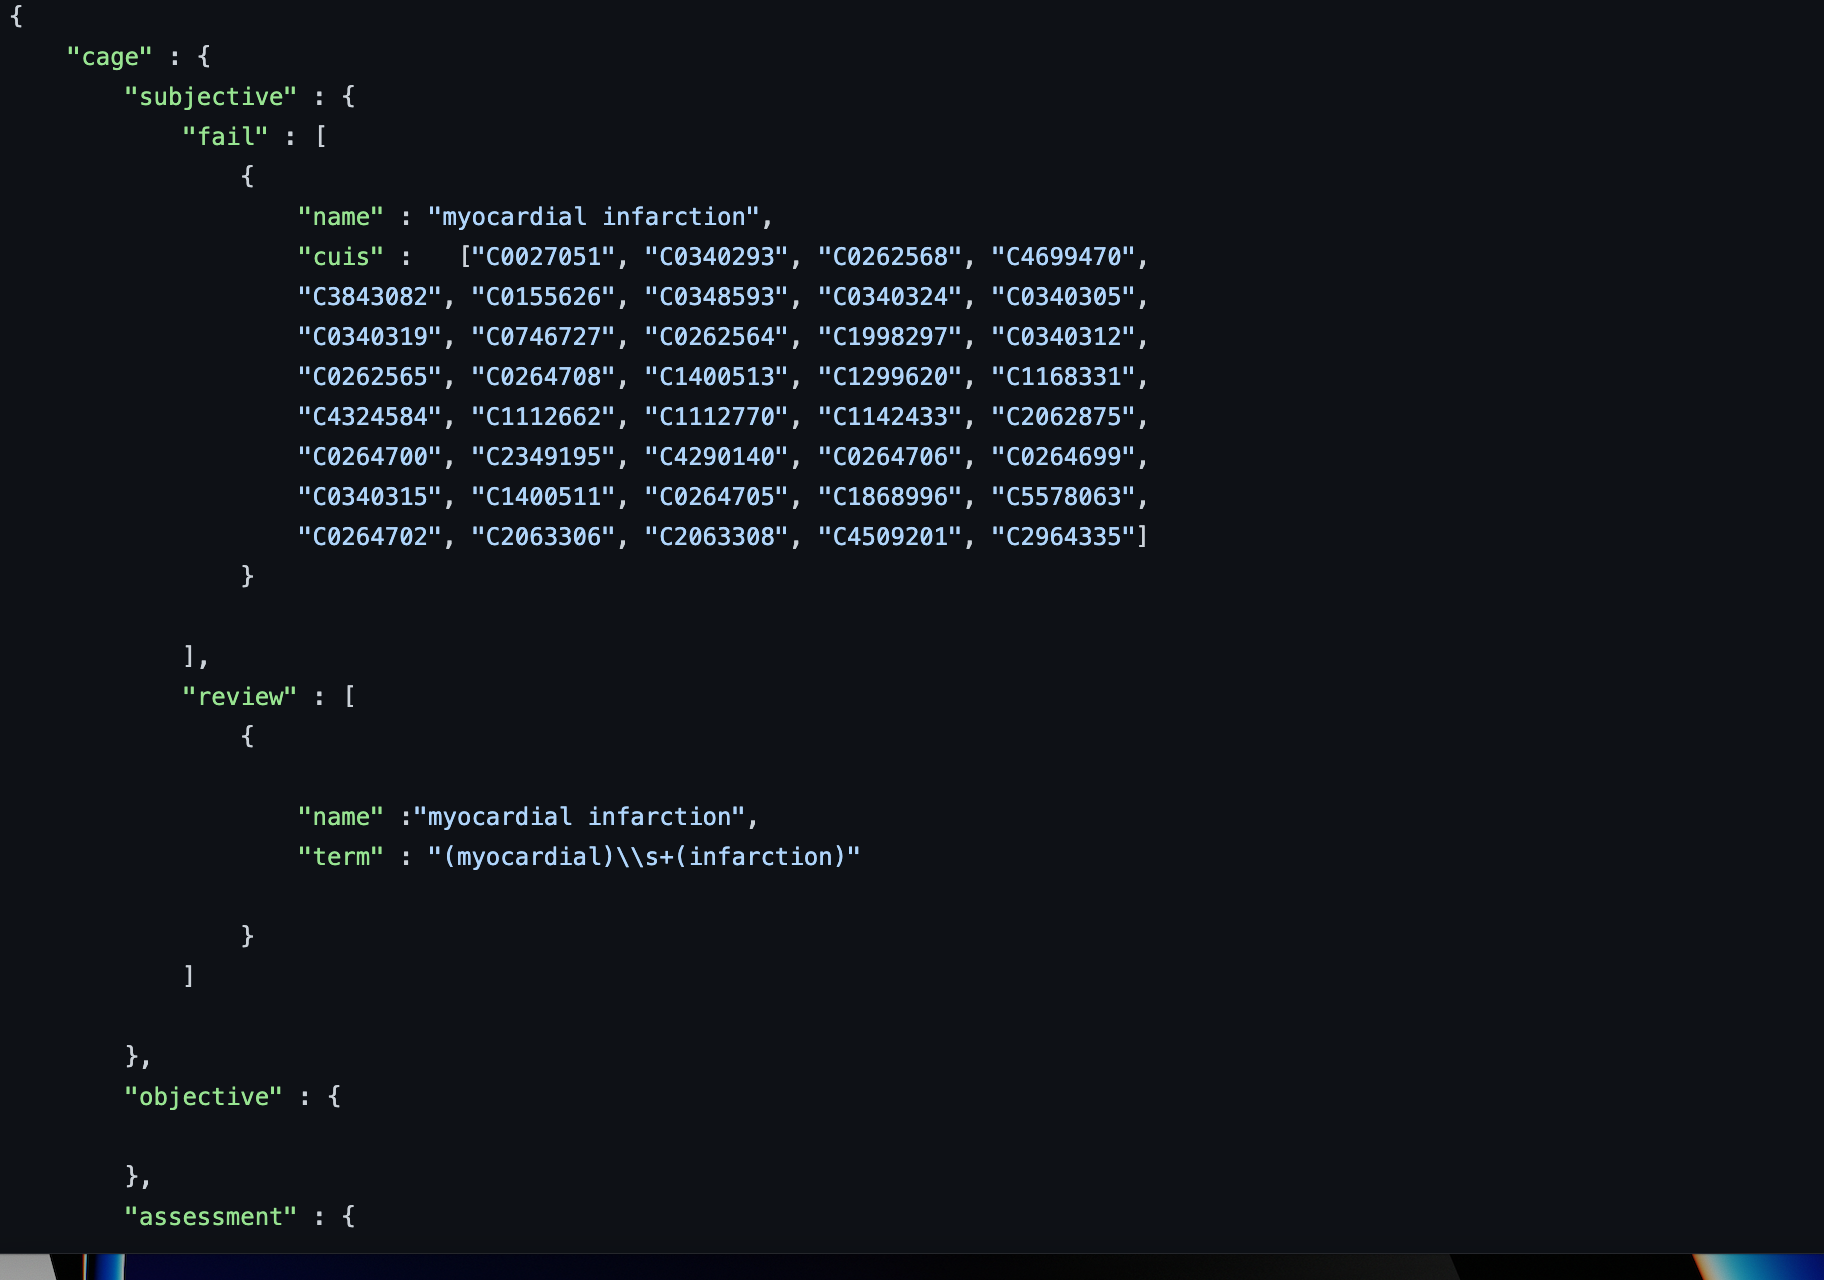 {
"cage" : {
"subjective" : {
"fail" : [
{
"name" : "myocardial infarction",
"cuis" :   ["C0027051", "C0340293", "C0262568", "C4699470",
"C3843082", "C0155626", "C0348593", "C0340324", "C0340305",
"C0340319", "C0746727", "C0262564", "C1998297", "C0340312",
"C0262565", "C0264708", "C1400513", "C1299620", "C1168331",
"C4324584", "C1112662", "C1112770", "C1142433", "C2062875",
"C0264700", "C2349195", "C4290140", "C0264706", "C0264699",
"C0340315", "C1400511", "C0264705", "C1868996", "C5578063",
"C0264702", "C2063306", "C2063308", "C4509201", "C2964335"]
}
],
"review" : [
{
"name" :"myocardial infarction",
"term" : "(myocardial)\\s+(infarction)"
}
]
},
"objective" : {
},
"assessment" : {